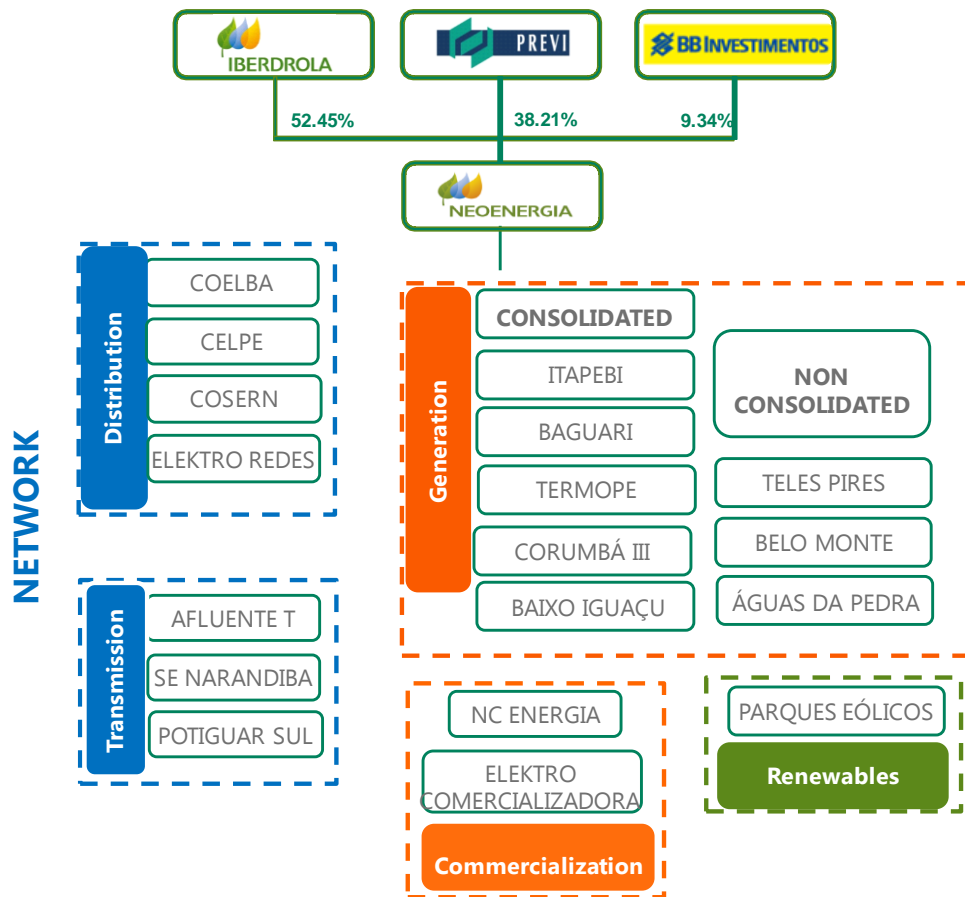 IBERDROLA
PREVI
BB INVESTIMENTOS
52.45%
38.21%
9.34%
NEOENERGIA
NETWORK
Distribution
COELBA
CELPE
COSERN
ELEKTRO REDES
Transmission
AFLUENTE T
SE NARANDIBA
POTIGUAR SUL
Generation
CONSOLIDATED
ITAPEBI
BAGUARI
TERMOPE
CORUMBÁ III
BAIXO IGUAÇU
NON
CONSOLIDATED
TELES PIRES
BELO MONTE
ÁGUAS DA PEDRA
NC ENERGIA
ELEKTRO
COMERCIALIZADORA
Commercialization
PARQUES EÓLICOS
Renewables